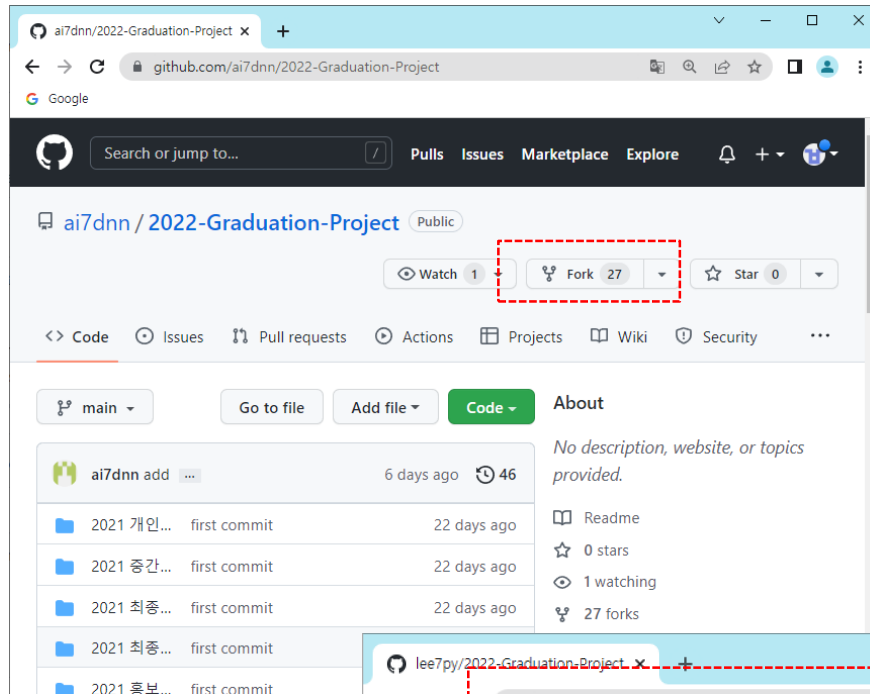 ai7dnn/2022-Graduation-Project
github.com/ai7dnn/2022-Graduation-Project
Google
Search or jump to... / Pulls Issues Marketplace Explore
ai7dnn / 2022-Graduation-Project Public
Watch 1 Fork 27 Star 0
Code Issues Pull requests Actions Projects Wiki Security ...
main Go to file Add file Code About
No description, website, or topics
provided.
ai7dnn add ... 6 days ago 46
2021 개인... first commit 22 days ago Readme
0 stars
2021 중간... first commit 22 days ago
1 watching
2021 최종... first commit 22 days ago 27 forks
2021 최종... first commit
lee7py/2022-Graduation-Project
2021 홍보... first commit